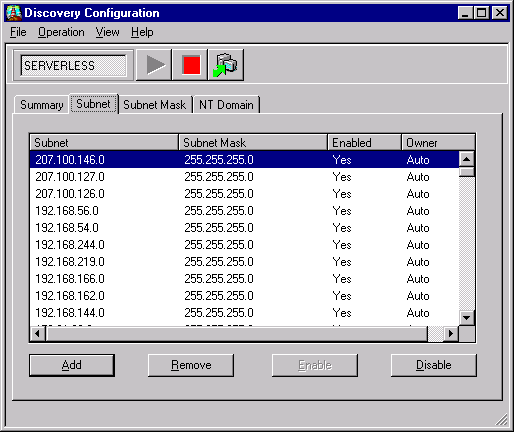 Discovery Configuration
File Operation View Help
SERVERLESS
Summary Subnet Subnet Mask NT Domain
Subnet Subnet Mask Enabled Owner
207.100.146.0 255.255.255.0 Yes Auto
207.100.127.0 255.255.255.0 Yes Auto
207.100.126.0 255.255.255.0 Yes Auto
192.168.56.0 255.255.255.0 Yes Auto
192.168.54.0 255.255.255.0 Yes Auto
192.168.244.0 255.255.255.0 Yes Auto
192.168.219.0 255.255.255.0 Yes Auto
192.168.166.0 255.255.255.0 Yes Auto
192.168.162.0 255.255.255.0 Yes Auto
192.168.144.0 255.255.255.0 Yes Auto
Add Remove Enable Disable